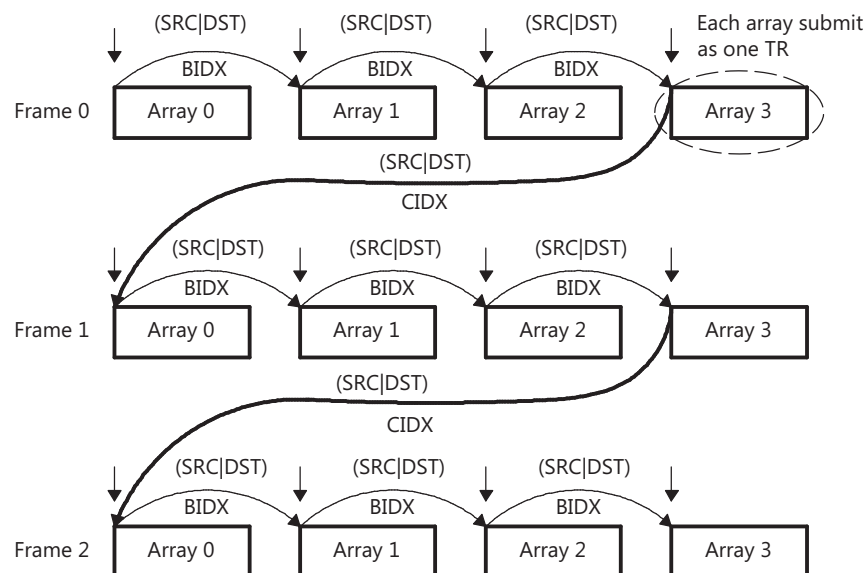 (SRC|DST) (SRC|DST) (SRC|DST) Each array submit
as one TR
BIDX BIDX BIDX
Frame 0 Array 0 Array 1 Array 2 Array 3
(SRC|DST)
CIDX
(SRC|DST) (SRC|DST) (SRC|DST)
BIDX BIDX BIDX
Frame 1 Array 0 Array 1 Array 2 Array 3
(SRC|DST)
CIDX
(SRC|DST) (SRC|DST) (SRC|DST)
BIDX BIDX BIDX
Frame 2 Array 0 Array 1 Array 2 Array 3